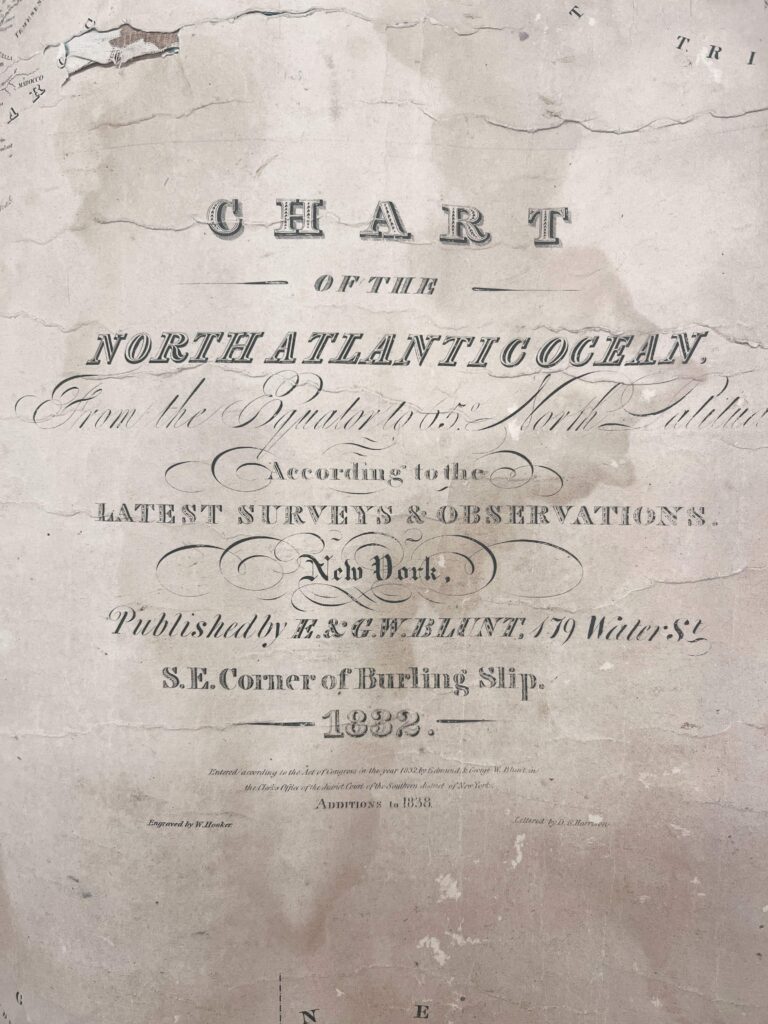 T
TRI
CHART
OF THE
NORTH ATLANTIC OCEAN.
From the Equator to 65.° North Latitud
According to the
LATEST SURVEYS & OBSERVATIONS.
New York,
Published by E. & G.W. BLUNT, 179 Water St.
S.E. Corner of Burling Slip.
1832.
Entered according to the Act of Congress in the year 1832 by Edmund & George W. Blunt in
the Clerks Office of the district Court of the Southern district of New York.
ADDITIONS to 1838
Engraved by W. Hooker
Lettered by D. S. Harrison
N E